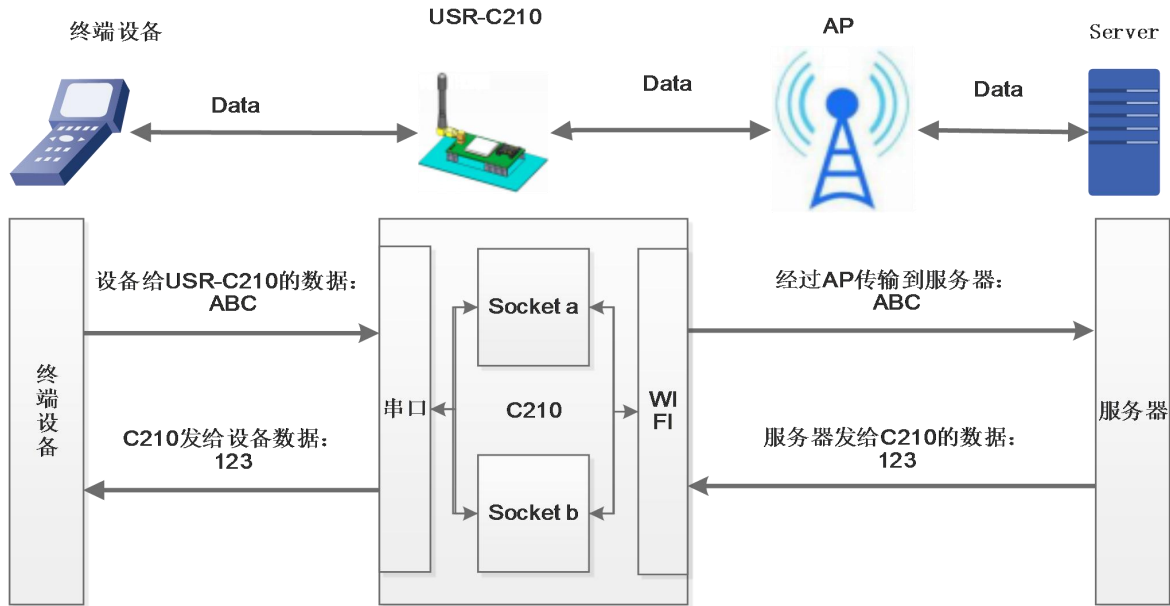 终端设备
USR-C210
AP
Server
Data
Data
Data
设备给USR-C210的数据:
ABC
经过AP传输到服务器:
ABC
Socket a
终端设备
串口
C210
WI
FI
服务器
C210发给设备数据:
123
服务器发给C210的数据:
123
Socket b